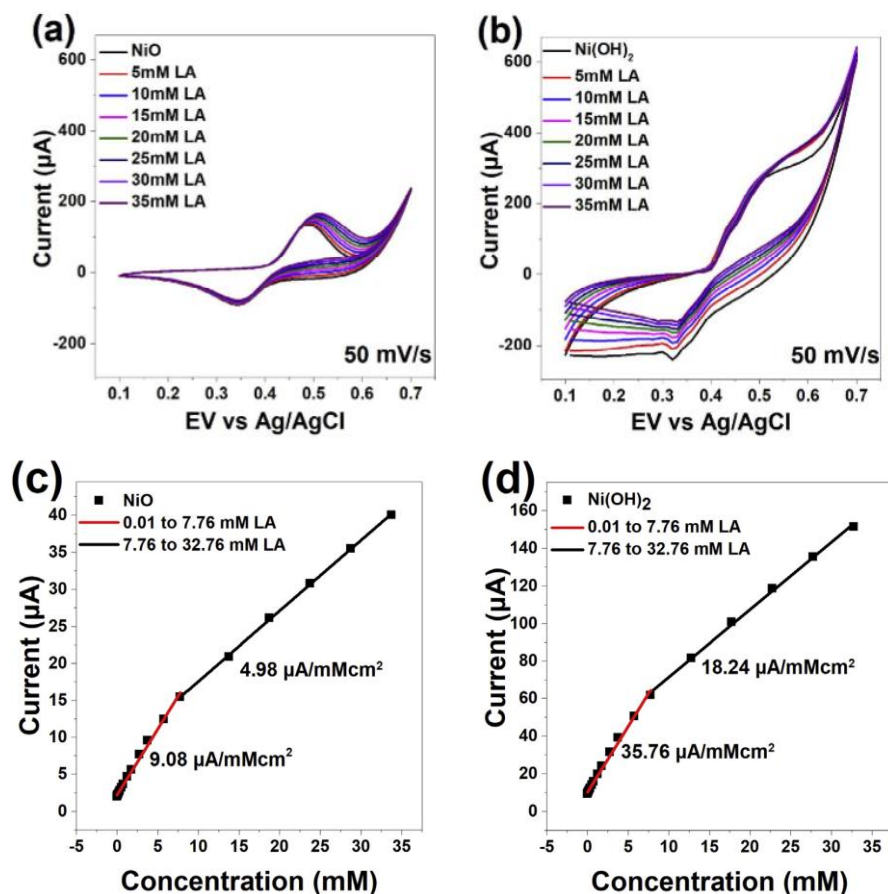 (a)
NiO
5mM LA
10mM LA
15mM LA
20mM LA
25mM LA
30mM LA
35mM LA
600
400
200
0
-200
Current (µA)
50 mV/s
0.1 0.2 0.3 0.4 0.5 0.6 0.7
EV vs Ag/AgCl
(b)
Ni(OH)2
5mM LA
10mM LA
15mM LA
20mM LA
25mM LA
30mM LA
35mM LA
600
400
200
0
-200
Current (µA)
50 mV/s
0.1 0.2 0.3 0.4 0.5 0.6 0.7
EV vs Ag/AgCl
(c)
NiO
0.01 to 7.76 mM LA
7.76 to 32.76 mM LA
40
35
30
25
20
15
10
5
0
Current (µA)
4.98 µA/mMcm²
9.08 µA/mMcm²
-5 0 5 10 15 20 25 30 35
Concentration (mM)
(d)
Ni(OH)2
0.01 to 7.76 mM LA
7.76 to 32.76 mM LA
160
140
120
100
80
60
40
20
0
Current (µA)
18.24 µA/mMcm²
35.76 µA/mMcm²
-5 0 5 10 15 20 25 30 35
Concentration (mM)